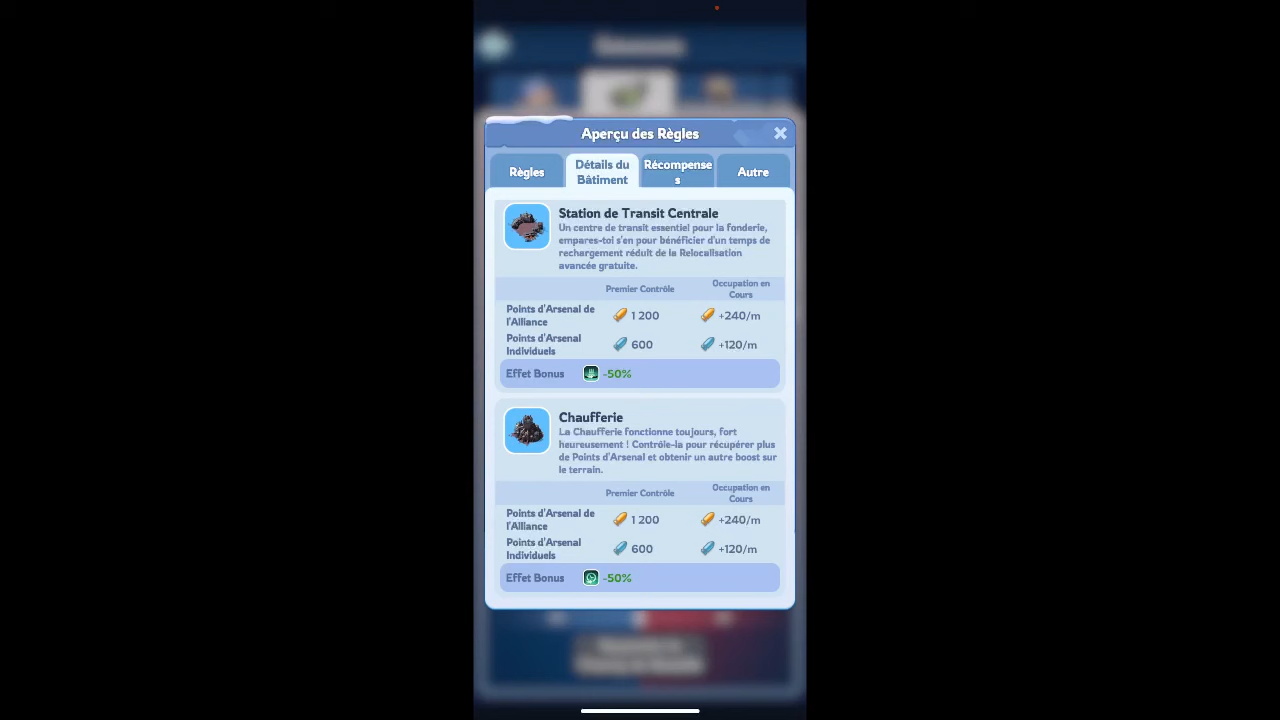 Aperçu des Règles
Règles
Détails du
Bâtiment
Récompense
s
Autre
Station de Transit Centrale
Un centre de transit essentiel pour la fonderie,
empares-toi s'en pour bénéficier d'un temps de
rechargement réduit de la Relocalisation
avancée gratuite.
Premier Contrôle
Occupation en
Cours
Points d'Arsenal de
l'Alliance
1 200
+240/m
Points d'Arsenal
Individuels
600
+120/m
Effet Bonus
-50%
Chaufferie
La Chaufferie fonctionne toujours, fort
heureusement ! Contrôle-la pour récupérer plus
de Points d'Arsenal et obtenir un autre boost sur
le terrain.
Premier Contrôle
Occupation en
Cours
Points d'Arsenal de
l'Alliance
1 200
+240/m
Points d'Arsenal
Individuels
600
+120/m
Effet Bonus
-50%